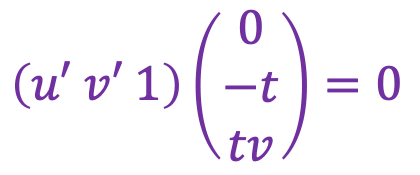 (u′ v′ 1) ( 0
−t
tv ) = 0